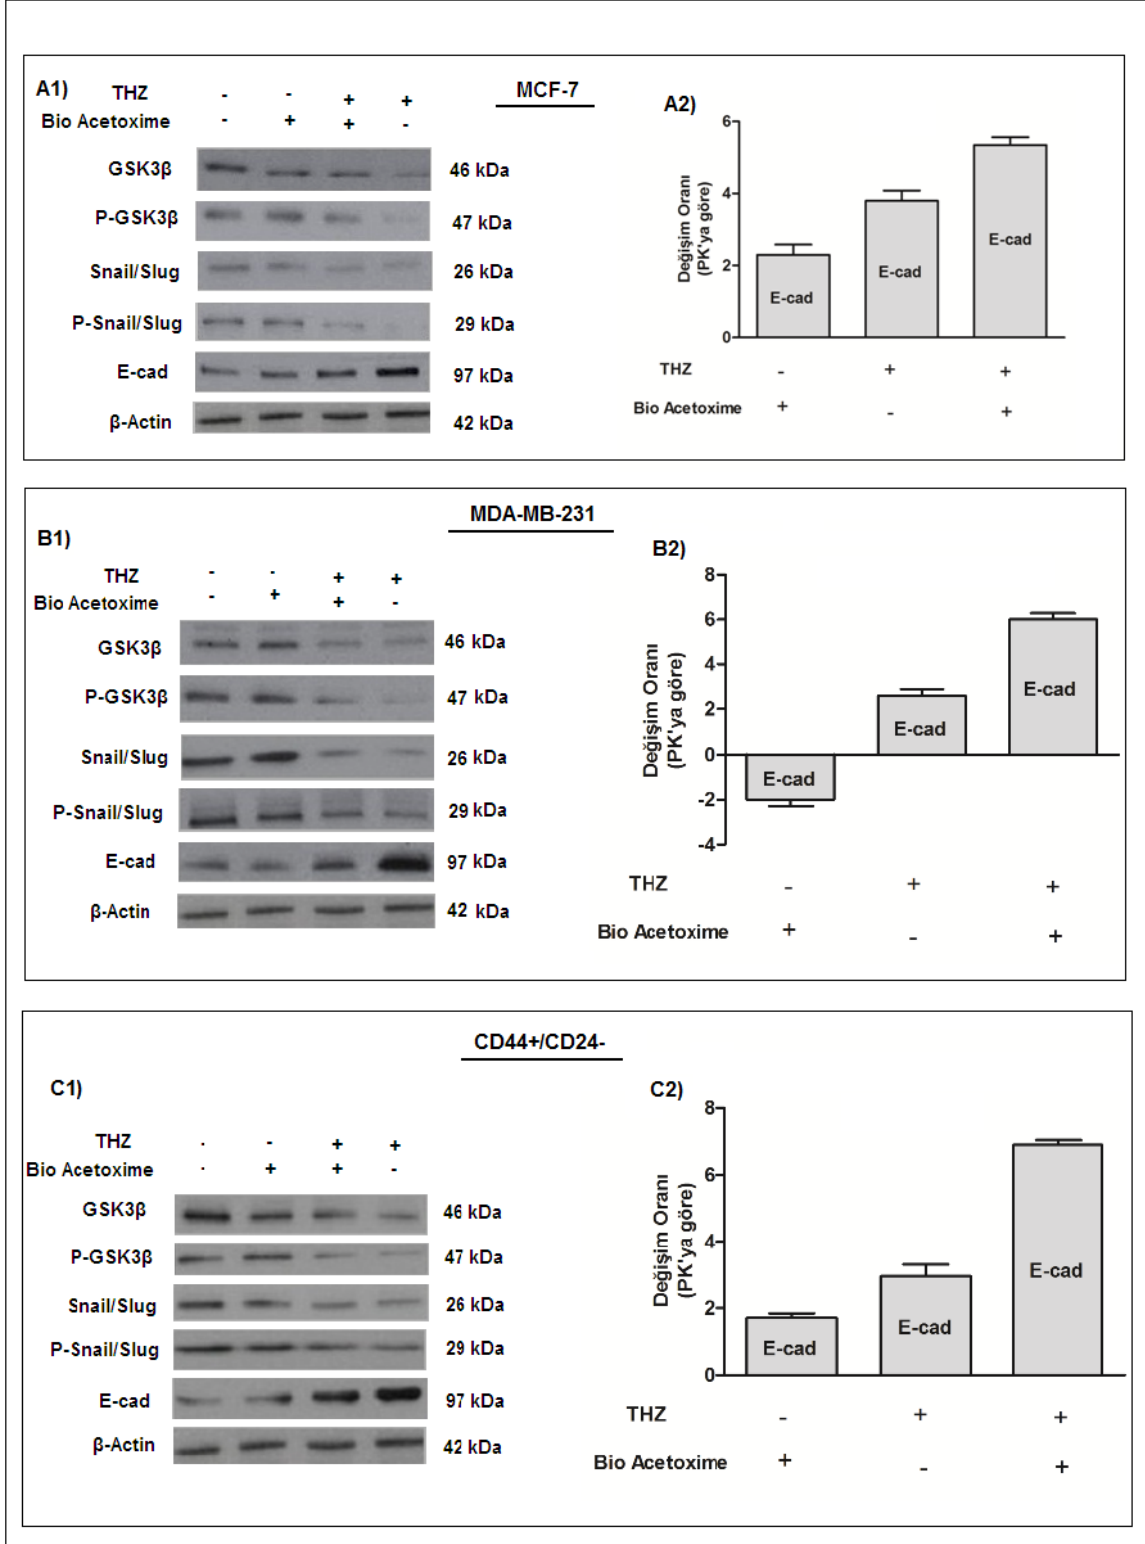 A1)
MCF-7
THZ - - + +
Bio Acetoxime - + + -
GSK3β 46 kDa
P-GSK3β 47 kDa
Snail/Slug 26 kDa
P-Snail/Slug 29 kDa
E-cad 97 kDa
β-Actin 42 kDa
A2)
Değişim Oranı
(PK'ya göre)
6
4
2
0
E-cad
E-cad
E-cad
THZ - + +
Bio Acetoxime + - +
MDA-MB-231
B1)
THZ - - + +
Bio Acetoxime - + + -
GSK3β 46 kDa
P-GSK3β 47 kDa
Snail/Slug 26 kDa
P-Snail/Slug 29 kDa
E-cad 97 kDa
β-Actin 42 kDa
B2)
Değişim Oranı
(PK'ya göre)
8
6
4
2
0
-2
-4
E-cad
E-cad
E-cad
THZ - + +
Bio Acetoxime + - +
CD44+/CD24-
C1)
THZ - - + +
Bio Acetoxime - + + -
GSK3β 46 kDa
P-GSK3β 47 kDa
Snail/Slug 26 kDa
P-Snail/Slug 29 kDa
E-cad 97 kDa
β-Actin 42 kDa
C2)
Değişim Oranı
(PK'ya göre)
8
6
4
2
0
E-cad
E-cad
E-cad
THZ - + +
Bio Acetoxime + - +